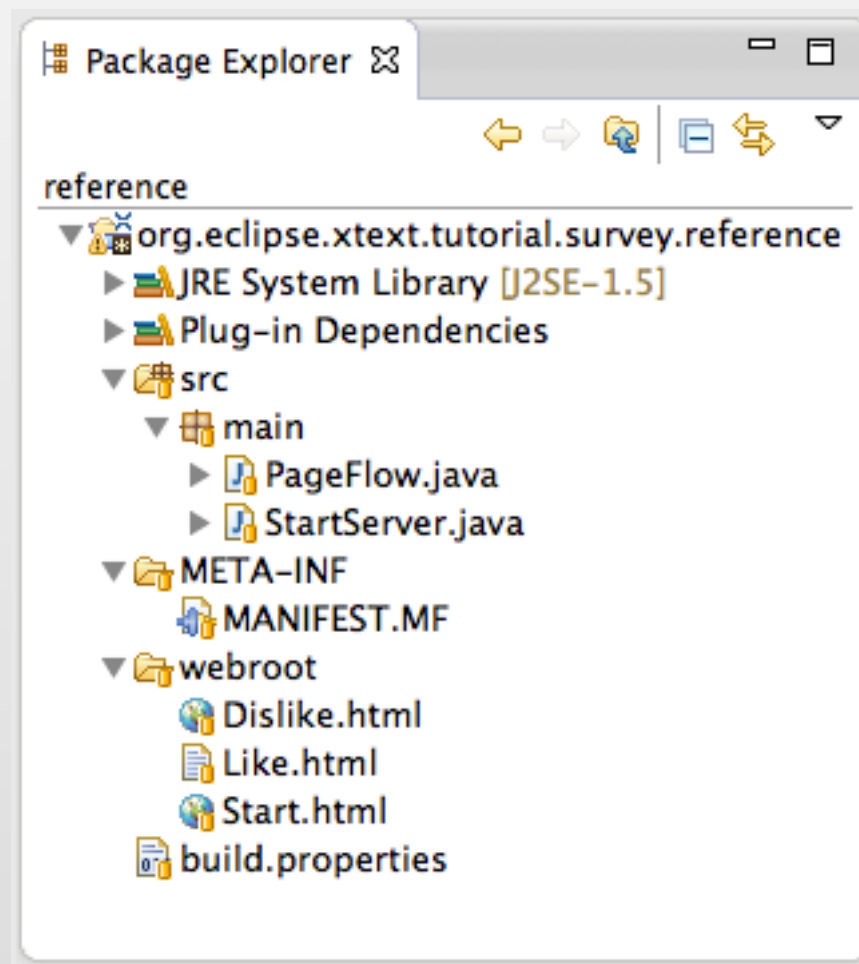 Package Explorer
reference
org.eclipse.xtext.tutorial.survey.reference
JRE System Library [J2SE-1.5]
Plug-in Dependencies
src
main
PageFlow.java
StartServer.java
META-INF
MANIFEST.MF
webroot
Dislike.html
Like.html
Start.html
build.properties